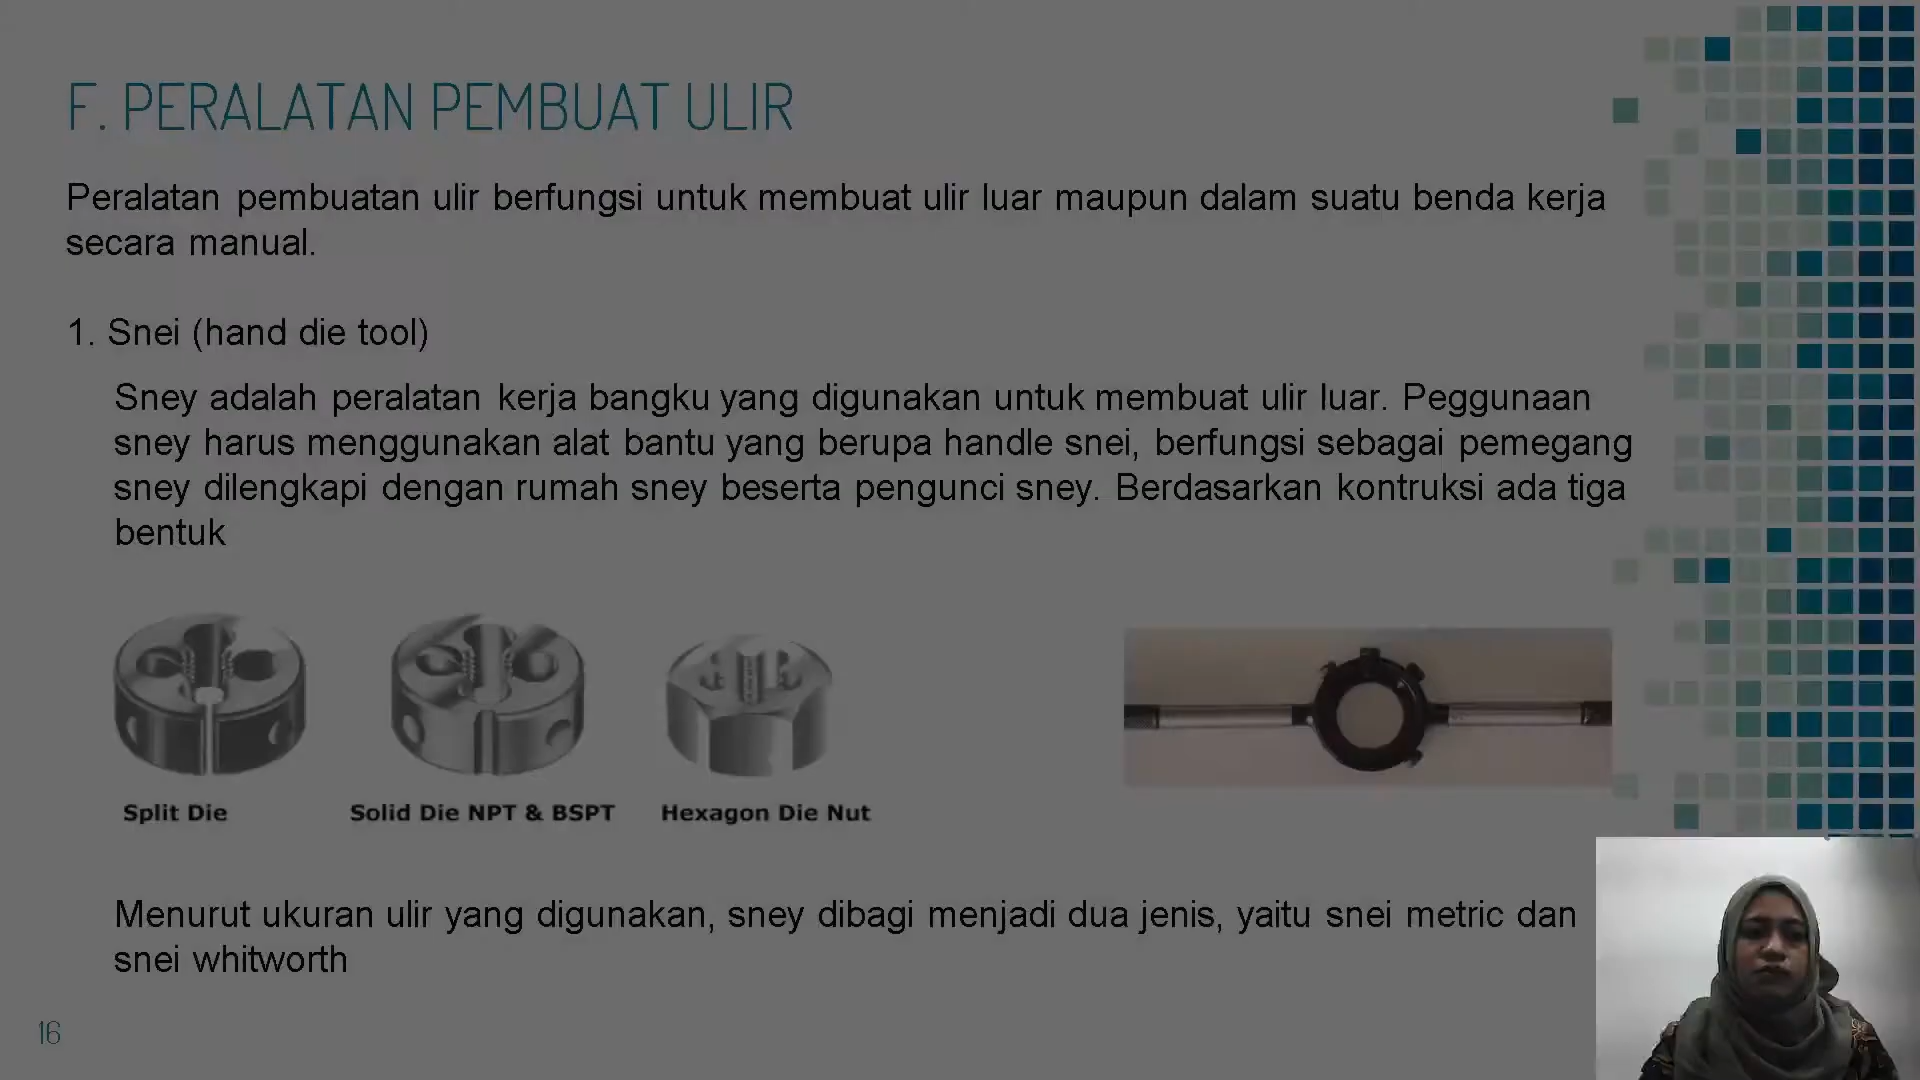 F. PERALATAN PEMBUAT ULIR
Peralatan pembuatan ulir berfungsi untuk membuat ulir luar maupun dalam suatu benda kerja
secara manual.
1. Snei (hand die tool)
Sney adalah peralatan kerja bangku yang digunakan untuk membuat ulir luar. Peggunaan
sney harus menggunakan alat bantu yang berupa handle snei, berfungsi sebagai pemegang
sney dilengkapi dengan rumah sney beserta pengunci sney. Berdasarkan kontruksi ada tiga
bentuk
Split Die
Solid Die NPT & BSPT
Hexagon Die Nut
Menurut ukuran ulir yang digunakan, sney dibagi menjadi dua jenis, yaitu snei metric dan
snei whitworth
16